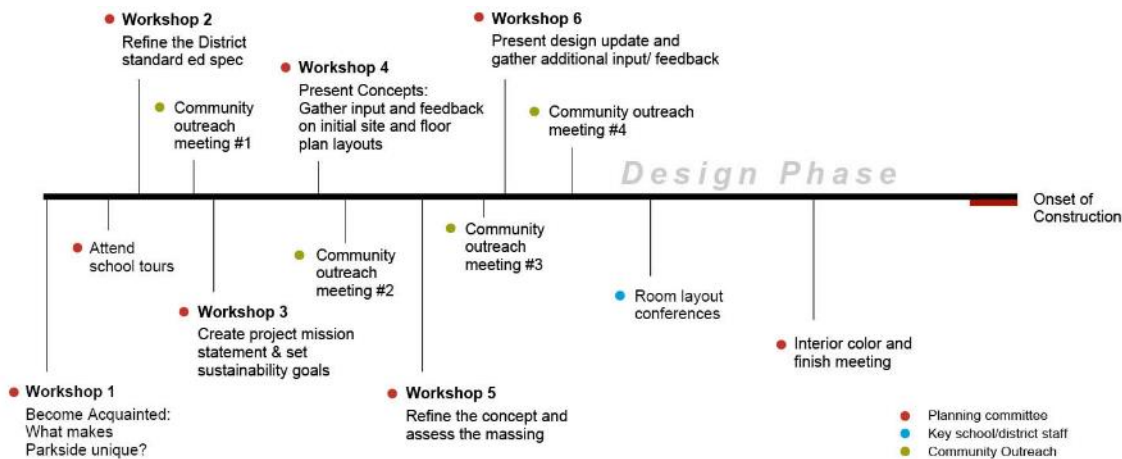 Workshop 2
Refine the District
standard ed spec
Community
outreach
meeting #1
Workshop 4
Present Concepts:
Gather input and feedback
on initial site and floor
plan layouts
Workshop 6
Present design update and
gather additional input/ feedback
Community outreach
meeting #4
Design Phase
Onset of
Construction
Attend
school tours
Workshop 3
Create project mission
statement & set
sustainability goals
Community
outreach
meeting #2
Community
outreach
meeting #3
Room layout
conferences
Interior color and
finish meeting
Workshop 1
Become Acquainted:
What makes
Parkside unique?
Workshop 5
Refine the concept and
assess the massing
Planning committee
Key school/district staff
Community Outreach